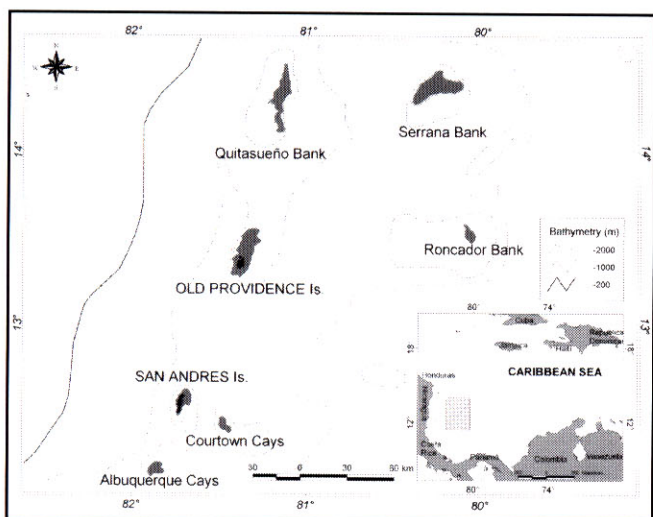 82° 81° 80°
N
W E
S
Quitasueño Bank
Serrana Bank
14° 14°
Roncador Bank
OLD PROVIDENCE Is.
Bathymetry (m)
-2000
-1000
-200
13° 13°
SAN ANDRES Is.
Courtown Cays
Albuquerque Cays
30 0 30 60 km
82° 81° 80°
80° 74°
Cuba
18° 18°
Haiti
CARIBBEAN SEA
Honduras
12° 12°
Costa
Rica
Panama
Colombia
Venezuela
80° 74°